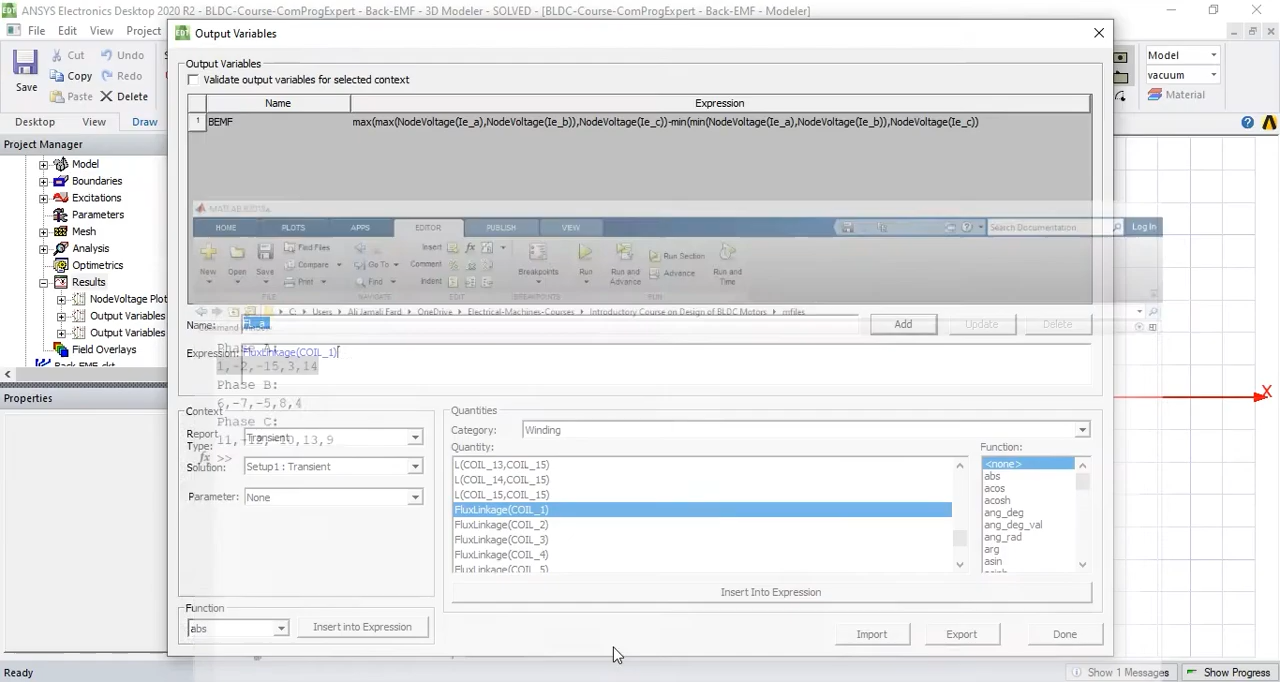 ANSYS Electronics Desktop 2020 R2 - BLDC-Course-ComProgExpert - Back-EMF - 3D Modeler - SOLVED - [BLDC-Course-ComProgExpert - Back-EMF - Modeler]
File Edit View Project
Save
Cut
Copy
Paste
Undo
Redo
Delete
Desktop View Draw
Model
vacuum
Material
Project Manager
Model
Boundaries
Excitations
Parameters
Mesh
Analysis
Optimetrics
Results
NodeVoltage Plot
Output Variables
Output Variables
Field Overlays
Back-EMF.ckt
Properties
Ready
Output Variables
Output Variables
Validate output variables for selected context
Name Expression
1 BEMF max(max(NodeVoltage(Ie_a),NodeVoltage(Ie_b)),NodeVoltage(Ie_c))-min(min(NodeVoltage(Ie_a),NodeVoltage(Ie_b)),NodeVoltage(Ie_c))
HOME PLOTS APPS EDITOR PUBLISH VIEW
Search Documentation Log In
New Open Save
Find Files
Compare
Print
Go To
Find
Insert
Comment
Indent
Breakpoints
Run
Run and Advance
Run Section
Advance
Run and Time
FILE NAVIGATE EDIT BREAKPOINTS RUN
C: Users Ali Jamali Fard OneDrive Electrical-Machines-Courses Introductory Course on Design of BLDC Motors mfiles
Name:
Add Update Delete
Expression: FluxLinkage(COIL_1)
Phase A:
1,-2,-15,3,14
Phase B:
6,-7,-5,8,4
Phase C:
11,-12,-10,13,9
fx >>
Context
Report Type: Transient
Solution: Setup1 : Transient
Parameter: None
Quantities
Category: Winding
Quantity:
L(COIL_13,COIL_15)
L(COIL_14,COIL_15)
L(COIL_15,COIL_15)
FluxLinkage(COIL_1)
FluxLinkage(COIL_2)
FluxLinkage(COIL_3)
FluxLinkage(COIL_4)
FluxLinkage(COIL_5)
Function:
<none>
abs
acos
acosh
ang_deg
ang_deg_val
ang_rad
arg
asin
Insert Into Expression
Function
abs
Insert into Expression
Import Export Done
X
Show 1 Messages
Show Progress